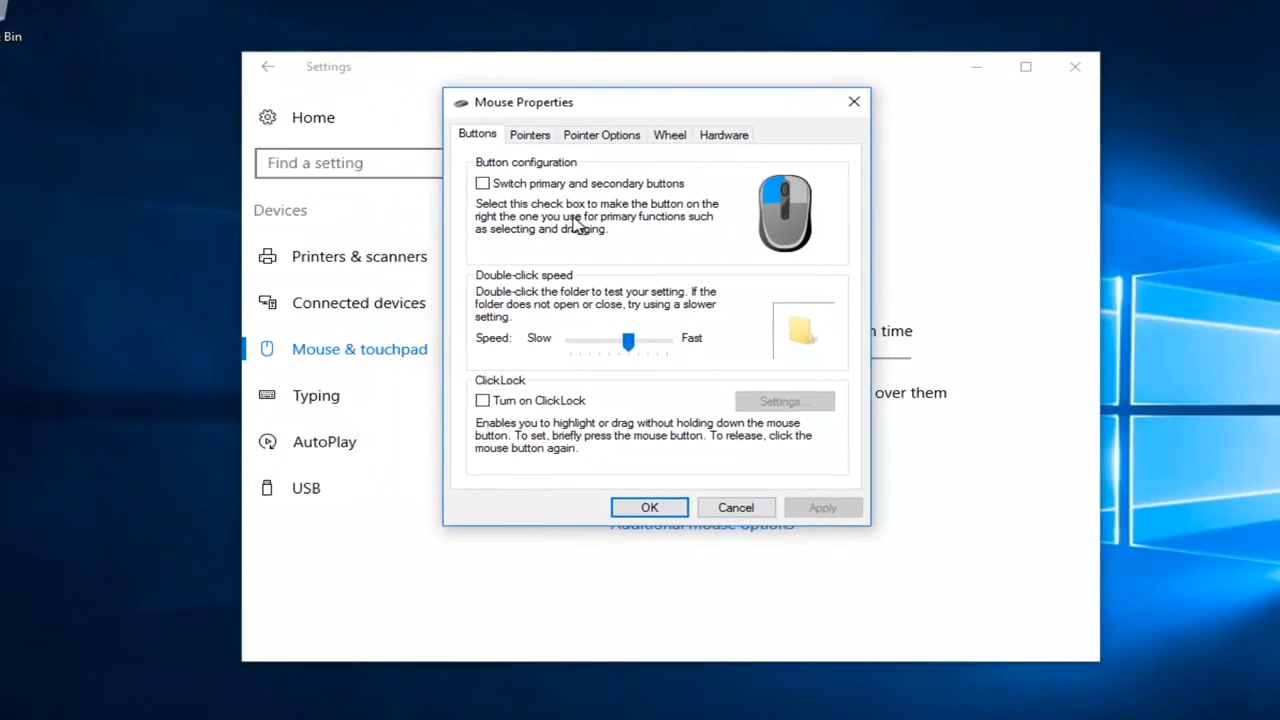 Bin
Settings
Home
Find a setting
Devices
Printers & scanners
Connected devices
Mouse & touchpad
Typing
AutoPlay
USB
Mouse Properties
Buttons
Pointers
Pointer Options
Wheel
Hardware
Button configuration
Switch primary and secondary buttons
Select this check box to make the button on the
right the one you use for primary functions such
as selecting and dragging.
Double-click speed
Double-click the folder to test your setting. If the
folder does not open or close, try using a slower
setting.
Speed: Slow Fast
ClickLock
Turn on ClickLock
Settings...
Enables you to highlight or drag without holding down the mouse
button. To set, briefly press the mouse button. To release, click the
mouse button again.
OK
Cancel
Apply
time
over them
Additional mouse options